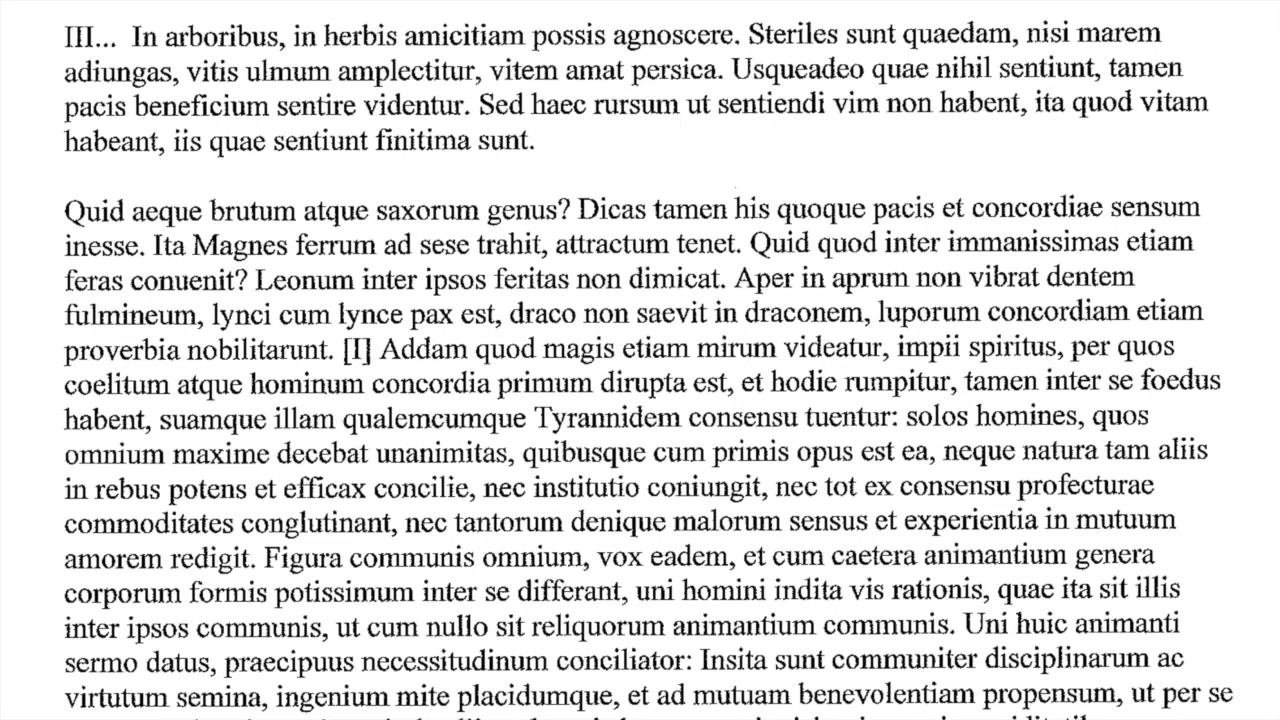 III... In arboribus, in herbis amicitiam possis agnoscere. Steriles sunt quaedam, nisi marem
adiungas, vitis ulmum amplectitur, vitem amat persica. Usqueadeo quae nihil sentiunt, tamen
pacis beneficium sentire videntur. Sed haec rursum ut sentiendi vim non habent, ita quod vitam
habeant, iis quae sentiunt finitima sunt.
Quid aeque brutum atque saxorum genus? Dicas tamen his quoque pacis et concordiae sensum
inesse. Ita Magnes ferrum ad sese trahit, attractum tenet. Quid quod inter immanissimas etiam
feras conuenit? Leonum inter ipsos feritas non dimicat. Aper in aprum non vibrat dentem
fulmineum, lynci cum lynce pax est, draco non saevit in draconem, luporum concordiam etiam
proverbia nobilitarunt. [I] Addam quod magis etiam mirum videatur, impii spiritus, per quos
coelitum atque hominum concordia primum dirupta est, et hodie rumpitur, tamen inter se foedus
habent, suamque illam qualemcumque Tyrannidem consensu tuentur: solos homines, quos
omnium maxime decebat unanimitas, quibusque cum primis opus est ea, neque natura tam aliis
in rebus potens et efficax concilie, nec institutio coniungit, nec tot ex consensu profecturae
commoditates conglutinant, nec tantorum denique malorum sensus et experientia in mutuum
amorem redigit. Figura communis omnium, vox eadem, et cum caetera animantium genera
corporum formis potissimum inter se differant, uni homini indita vis rationis, quae ita sit illis
inter ipsos communis, ut cum nullo sit reliquorum animantium communis. Uni huic animanti
sermo datus, praecipuus necessitudinum conciliator: Insita sunt communiter disciplinarum ac
virtutum semina, ingenium mite placidumque, et ad mutuam benevolentiam propensum, ut per se